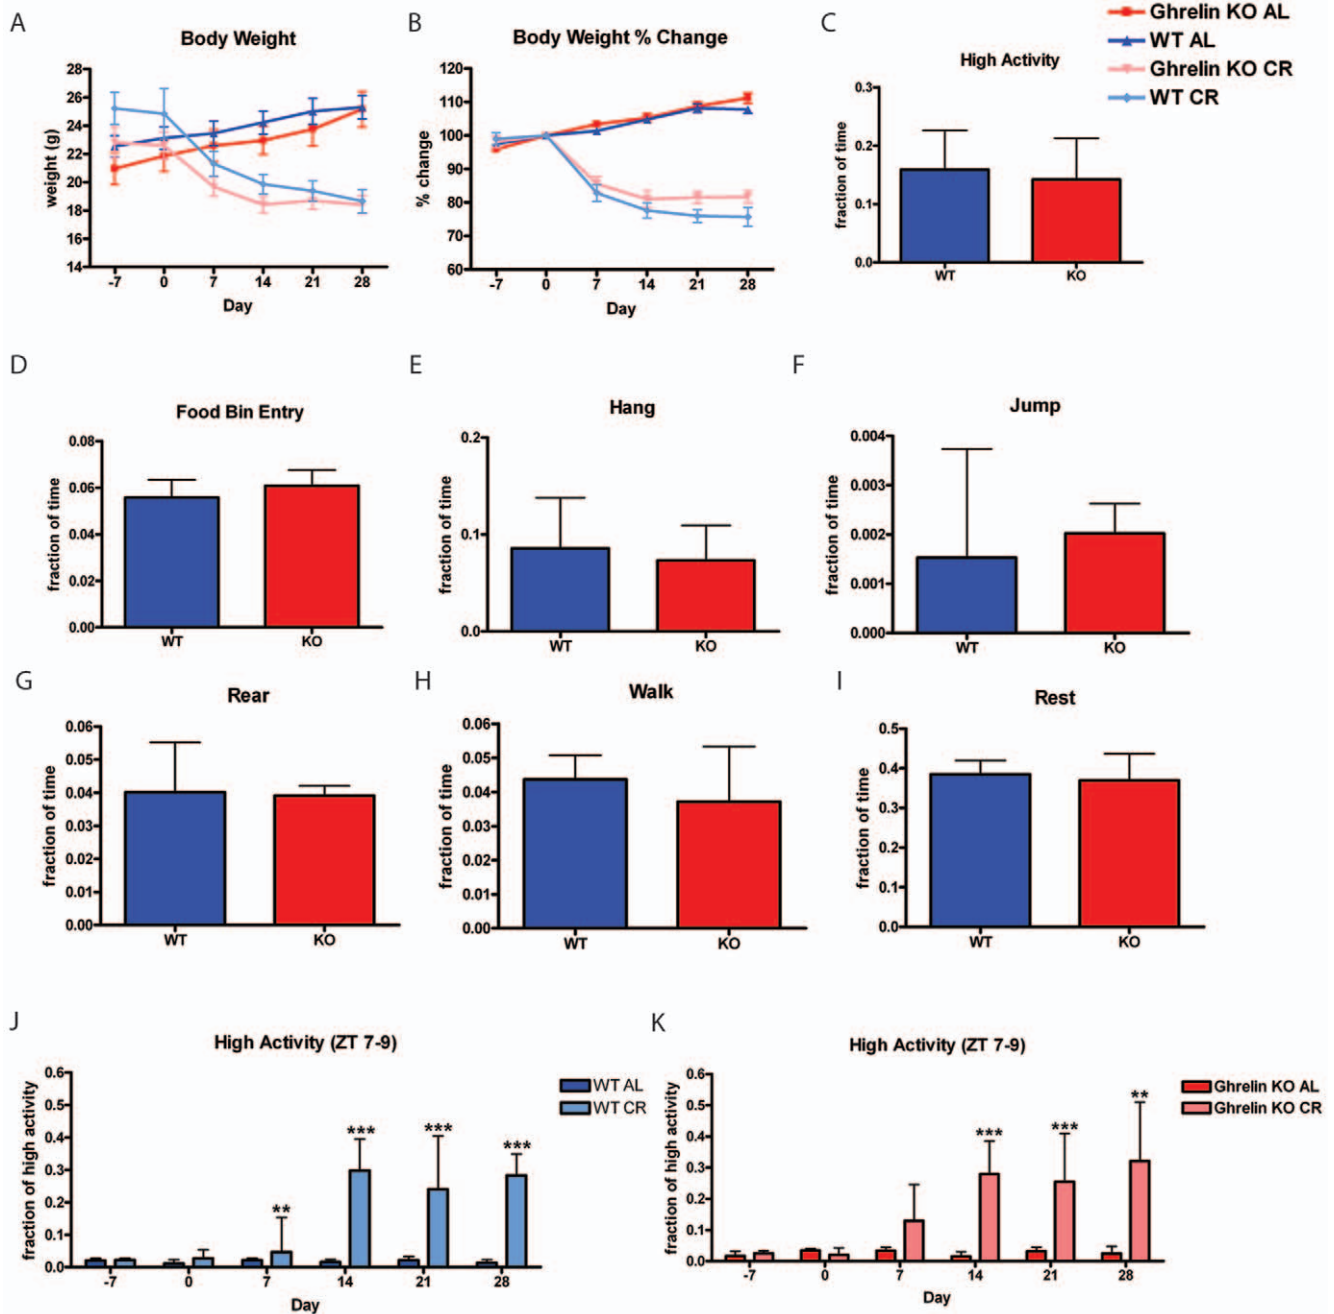 A
Body Weight
weight (g)
28
26
24
22
20
18
16
14
-7 0 7 14 21 28
Day
B
Body Weight % Change
% change
120
110
100
90
80
70
60
-7 0 7 14 21 28
Day
C
Ghrelin KO AL
WT AL
Ghrelin KO CR
WT CR
High Activity
fraction of time
0.3
0.2
0.1
0.0
WT KO
D
Food Bin Entry
fraction of time
0.08
0.06
0.04
0.02
0.00
WT KO
E
Hang
fraction of time
0.2
0.1
0.0
WT KO
F
Jump
fraction of time
0.004
0.003
0.002
0.001
0.000
WT KO
G
Rear
fraction of time
0.06
0.05
0.04
0.03
0.02
0.01
0.00
WT KO
H
Walk
fraction of time
0.06
0.05
0.04
0.03
0.02
0.01
0.00
WT KO
I
Rest
fraction of time
0.5
0.4
0.3
0.2
0.1
0.0
WT KO
J
High Activity (ZT 7-9)
fraction of high activity
0.6
0.5
0.4
0.3
0.2
0.1
0.0
** *** *** ***
-7 0 7 14 21 28
Day
WT AL
WT CR
K
High Activity (ZT 7-9)
fraction of high activity
0.6
0.5
0.4
0.3
0.2
0.1
0.0
*** *** **
-7 0 7 14 21 28
Day
Ghrelin KO AL
Ghrelin KO CR